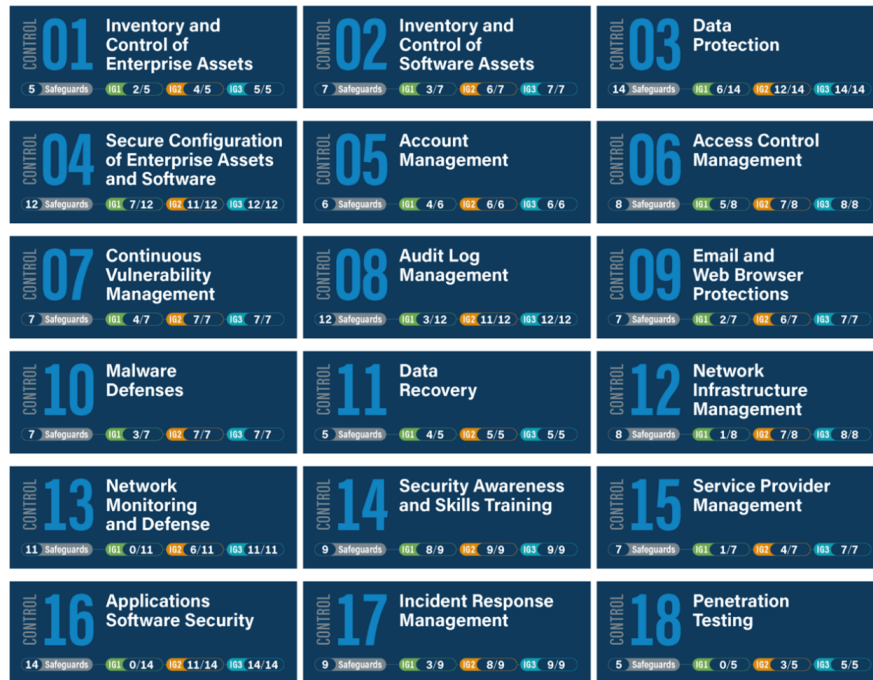 CONTROL
01
Inventory and
Control of
Enterprise Assets
5 Safeguards IG1 2/5 IG2 4/5 IG3 5/5
CONTROL
02
Inventory and
Control of
Software Assets
7 Safeguards IG1 3/7 IG2 6/7 IG3 7/7
CONTROL
03
Data
Protection
14 Safeguards IG1 6/14 IG2 12/14 IG3 14/14
CONTROL
04
Secure Configuration
of Enterprise Assets
and Software
12 Safeguards IG1 7/12 IG2 11/12 IG3 12/12
CONTROL
05
Account
Management
6 Safeguards IG1 4/6 IG2 6/6 IG3 6/6
CONTROL
06
Access Control
Management
8 Safeguards IG1 5/8 IG2 7/8 IG3 8/8
CONTROL
07
Continuous
Vulnerability
Management
7 Safeguards IG1 4/7 IG2 7/7 IG3 7/7
CONTROL
08
Audit Log
Management
12 Safeguards IG1 3/12 IG2 11/12 IG3 12/12
CONTROL
09
Email and
Web Browser
Protections
7 Safeguards IG1 2/7 IG2 6/7 IG3 7/7
CONTROL
10
Malware
Defenses
7 Safeguards IG1 3/7 IG2 7/7 IG3 7/7
CONTROL
11
Data
Recovery
5 Safeguards IG1 4/5 IG2 5/5 IG3 5/5
CONTROL
12
Network
Infrastructure
Management
8 Safeguards IG1 1/8 IG2 7/8 IG3 8/8
CONTROL
13
Network
Monitoring
and Defense
11 Safeguards IG1 0/11 IG2 6/11 IG3 11/11
CONTROL
14
Security Awareness
and Skills Training
9 Safeguards IG1 8/9 IG2 9/9 IG3 9/9
CONTROL
15
Service Provider
Management
7 Safeguards IG1 1/7 IG2 4/7 IG3 7/7
CONTROL
16
Applications
Software Security
14 Safeguards IG1 0/14 IG2 11/14 IG3 14/14
CONTROL
17
Incident Response
Management
9 Safeguards IG1 3/9 IG2 8/9 IG3 9/9
CONTROL
18
Penetration
Testing
5 Safeguards IG1 0/5 IG2 3/5 IG3 5/5